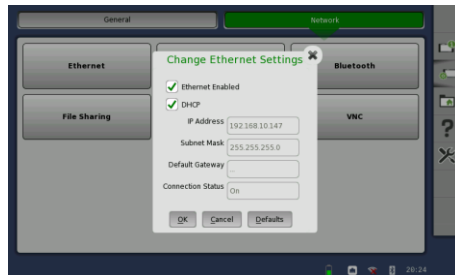 General
Network
Change Ethernet Settings
Ethernet
Bluetooth
Ethernet Enabled
DHCP
File Sharing
VNC
IP Address 192.168.10.147
Subnet Mask 255.255.255.0
Default Gateway ..
Connection Status On
OK Cancel Defaults
20:24